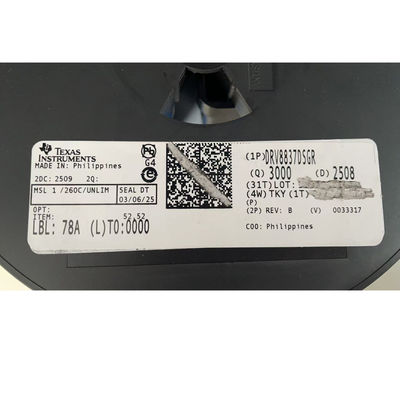 TEXAS
INSTRUMENTS
MADE IN: Philippines
2DC: 2509 2Q:
MSL 1 /260C/UNLIM SEAL DT
03/06/25
OPT:
ITEM: 52 52
LBL: 78A (L)TO:0000
Pb
G4
e
(1P)DRV8837DSGR
(Q) 3000 (D) 2508
(31T)LOT:
(4W) TKY (1T)
(P)
(2P) REV: B (V) 0033317
COO: Philippines